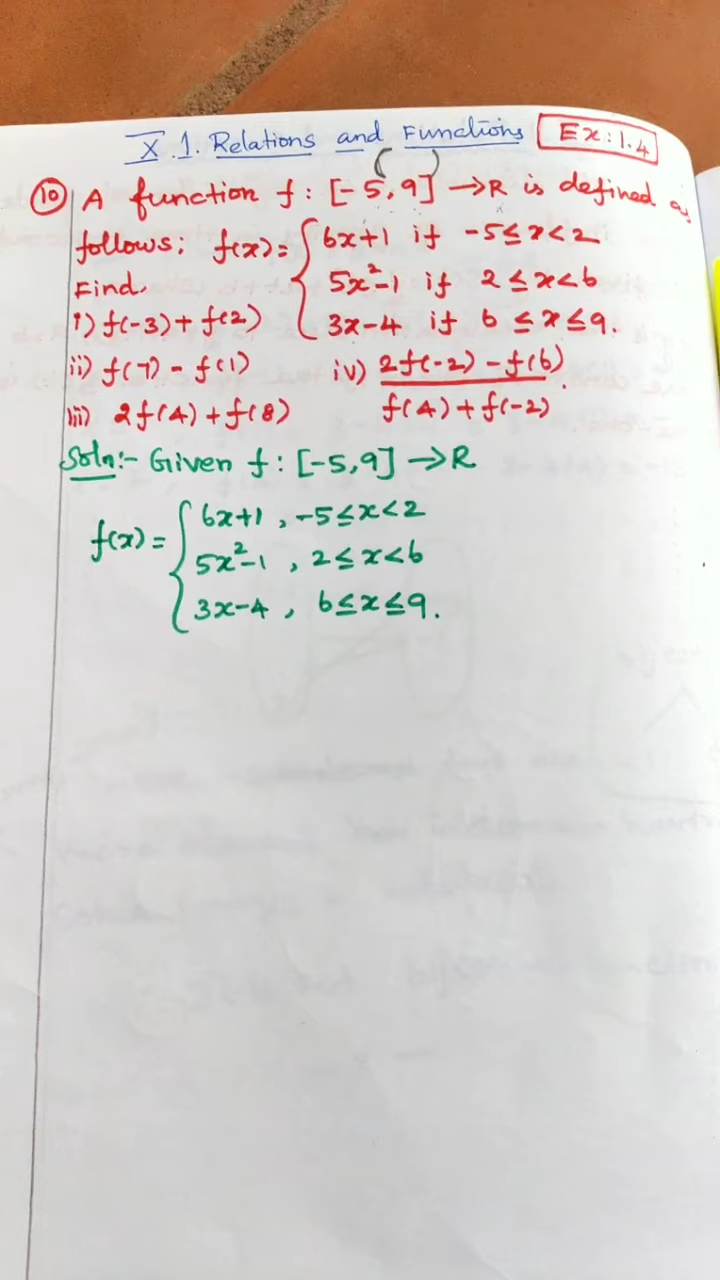 X.1. Relations and Functions Ex:1.4
⑩ A function f: [-5,9] → R is defined as
follows: f(x) = { 6x+1 if -5≤x<2
Find. 5x²-1 if 2≤x<6
i) f(-3) + f(2) 3x-4 if 6≤x≤9.
ii) f(7) - f(1) iv) 2f(-2) - f(6)
iii) 2f(4) + f(8) f(4) + f(-2).
Soln:- Given f: [-5,9] → R
f(x) = { 6x+1, -5≤x<2
5x²-1, 2≤x<6
3x-4, 6≤x≤9.